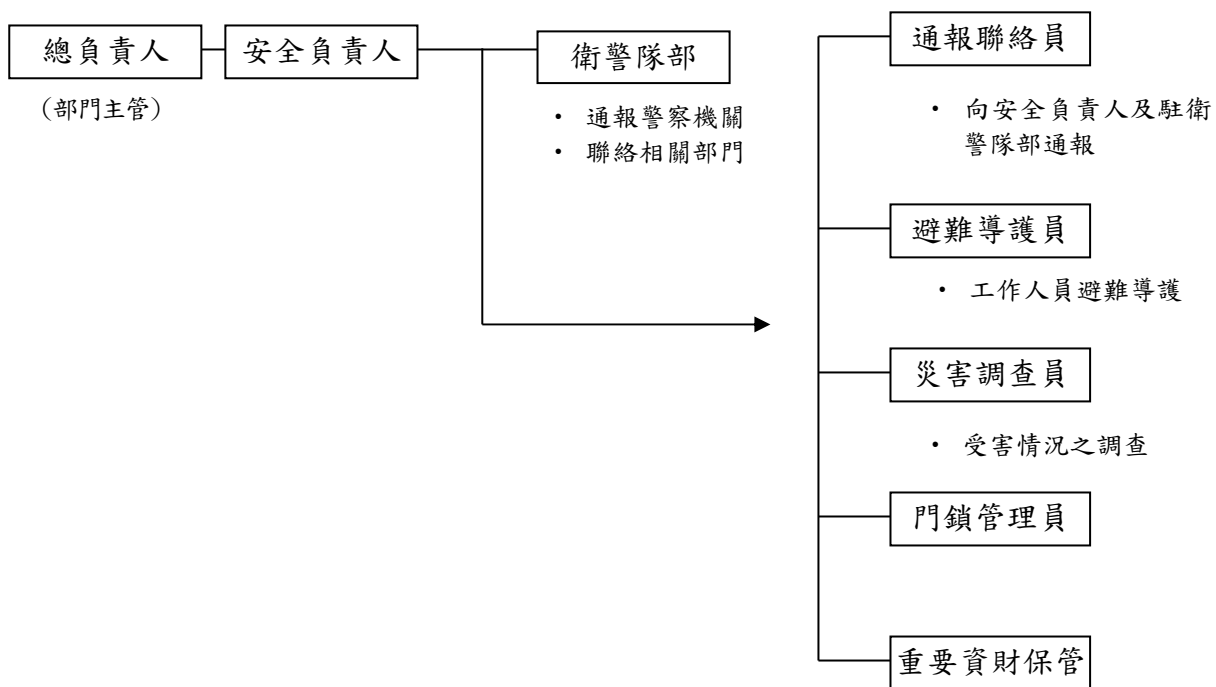 總負責人
(部門主管)
安全負責人
衛警隊部
• 通報警察機關
• 聯絡相關部門
通報聯絡員
• 向安全負責人及駐衛
警隊部通報
避難導護員
• 工作人員避難導護
災害調查員
• 受害情況之調查
門鎖管理員
重要資財保管